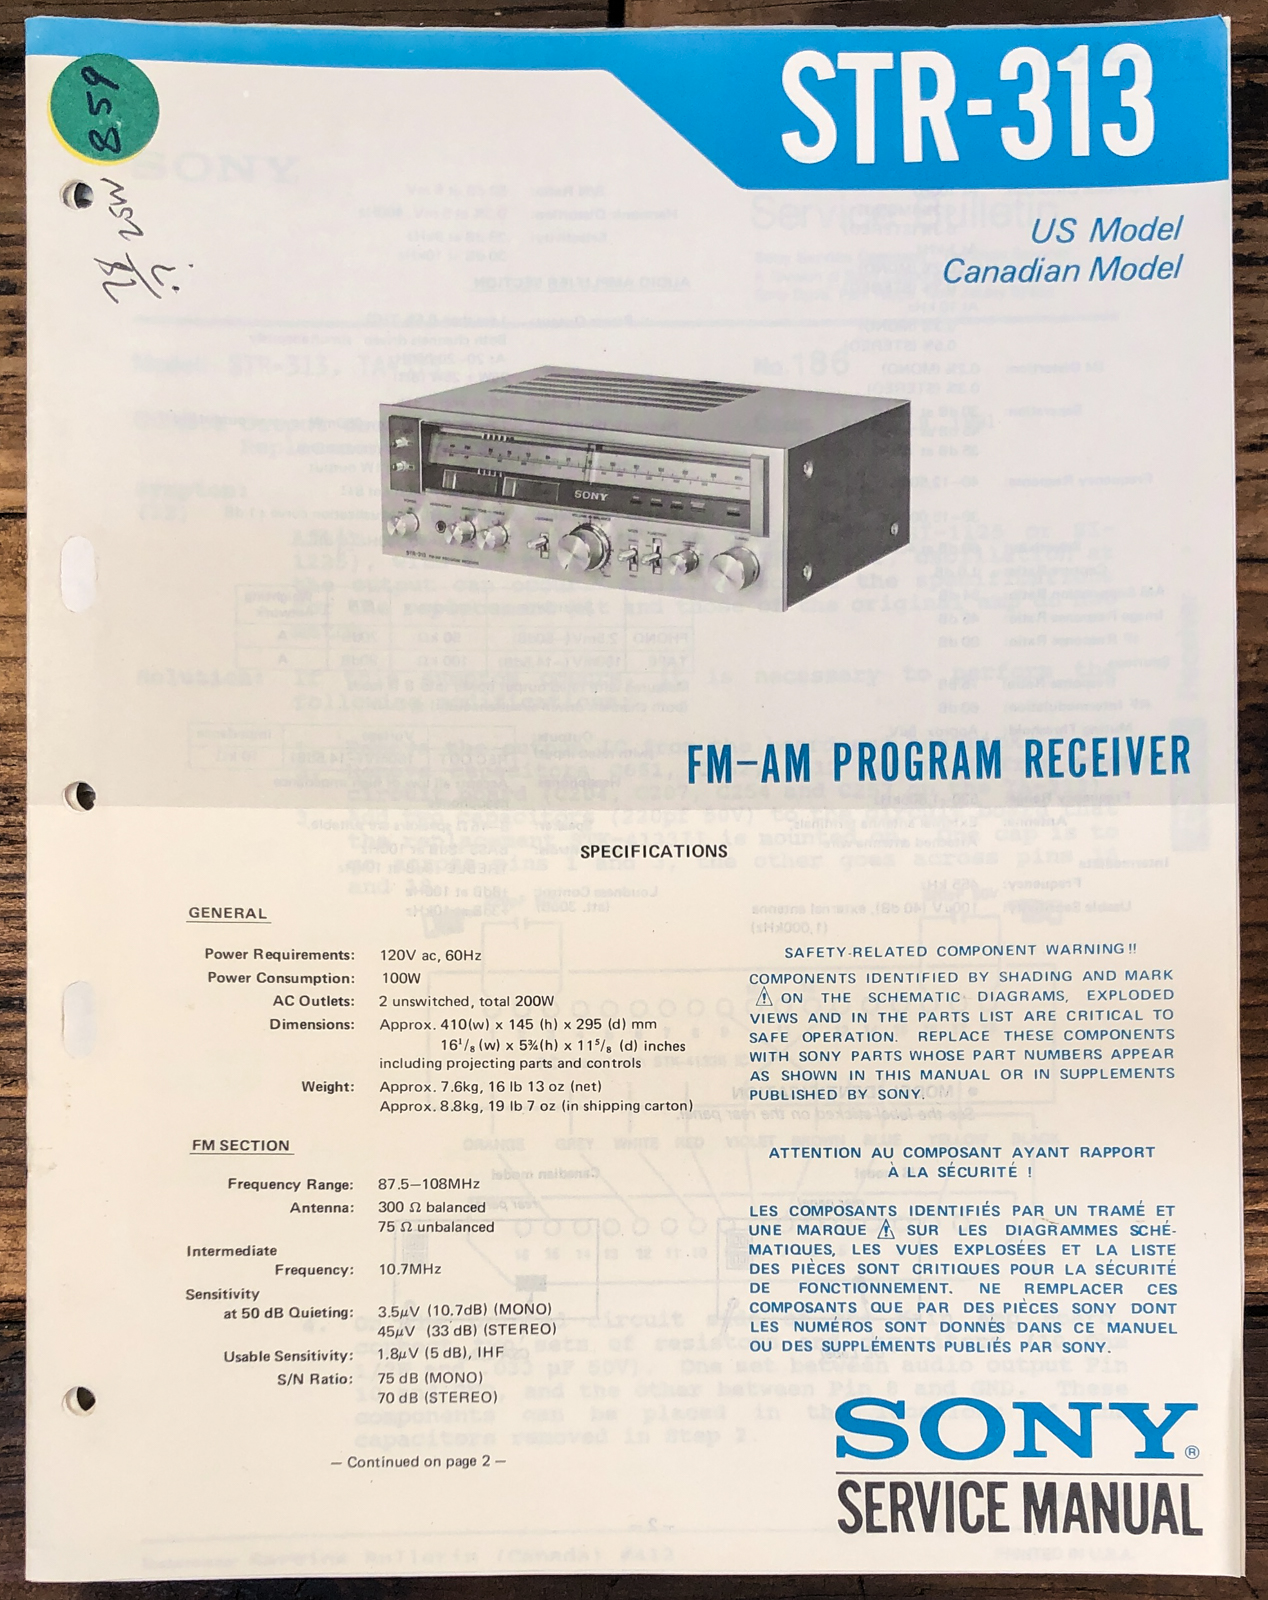 STR-313
859
25W
US Model
Canadian Model
SONY
STR-313
FM-AM PROGRAM RECEIVER
SPECIFICATIONS
GENERAL
Power Requirements: 120V ac, 60Hz
Power Consumption: 100W
AC Outlets: 2 unswitched, total 200W
Dimensions: Approx. 410(w) x 145 (h) x 295 (d) mm
16¹/₈ (w) x 5¾(h) x 11⁵/₈ (d) inches
including projecting parts and controls
Weight: Approx. 7.6kg, 16 lb 13 oz (net)
Approx. 8.8kg, 19 lb 7 oz (in shipping carton)
FM SECTION
Frequency Range: 87.5–108MHz
Antenna: 300 Ω balanced
75 Ω unbalanced
Intermediate
Frequency: 10.7MHz
Sensitivity
at 50 dB Quieting: 3.5μV (10.7dB) (MONO)
45μV (33 dB) (STEREO)
Usable Sensitivity: 1.8μV (5 dB), IHF
S/N Ratio: 75 dB (MONO)
70 dB (STEREO)
– Continued on page 2 –
SAFETY-RELATED COMPONENT WARNING!!
COMPONENTS IDENTIFIED BY SHADING AND MARK
⚠ ON THE SCHEMATIC DIAGRAMS, EXPLODED
VIEWS AND IN THE PARTS LIST ARE CRITICAL TO
SAFE OPERATION. REPLACE THESE COMPONENTS
WITH SONY PARTS WHOSE PART NUMBERS APPEAR
AS SHOWN IN THIS MANUAL OR IN SUPPLEMENTS
PUBLISHED BY SONY.
ATTENTION AU COMPOSANT AYANT RAPPORT
À LA SÉCURITÉ !
LES COMPOSANTS IDENTIFIÉS PAR UN TRAMÉ ET
UNE MARQUE ⚠ SUR LES DIAGRAMMES SCHÉ-
MATIQUES, LES VUES EXPLOSÉES ET LA LISTE
DES PIÈCES SONT CRITIQUES POUR LA SÉCURITÉ
DE FONCTIONNEMENT. NE REMPLACER CES
COMPOSANTS QUE PAR DES PIÈCES SONY DONT
LES NUMÉROS SONT DONNÉS DANS CE MANUEL
OU DES SUPPLÉMENTS PUBLIÉS PAR SONY.
SONY®
SERVICE MANUAL